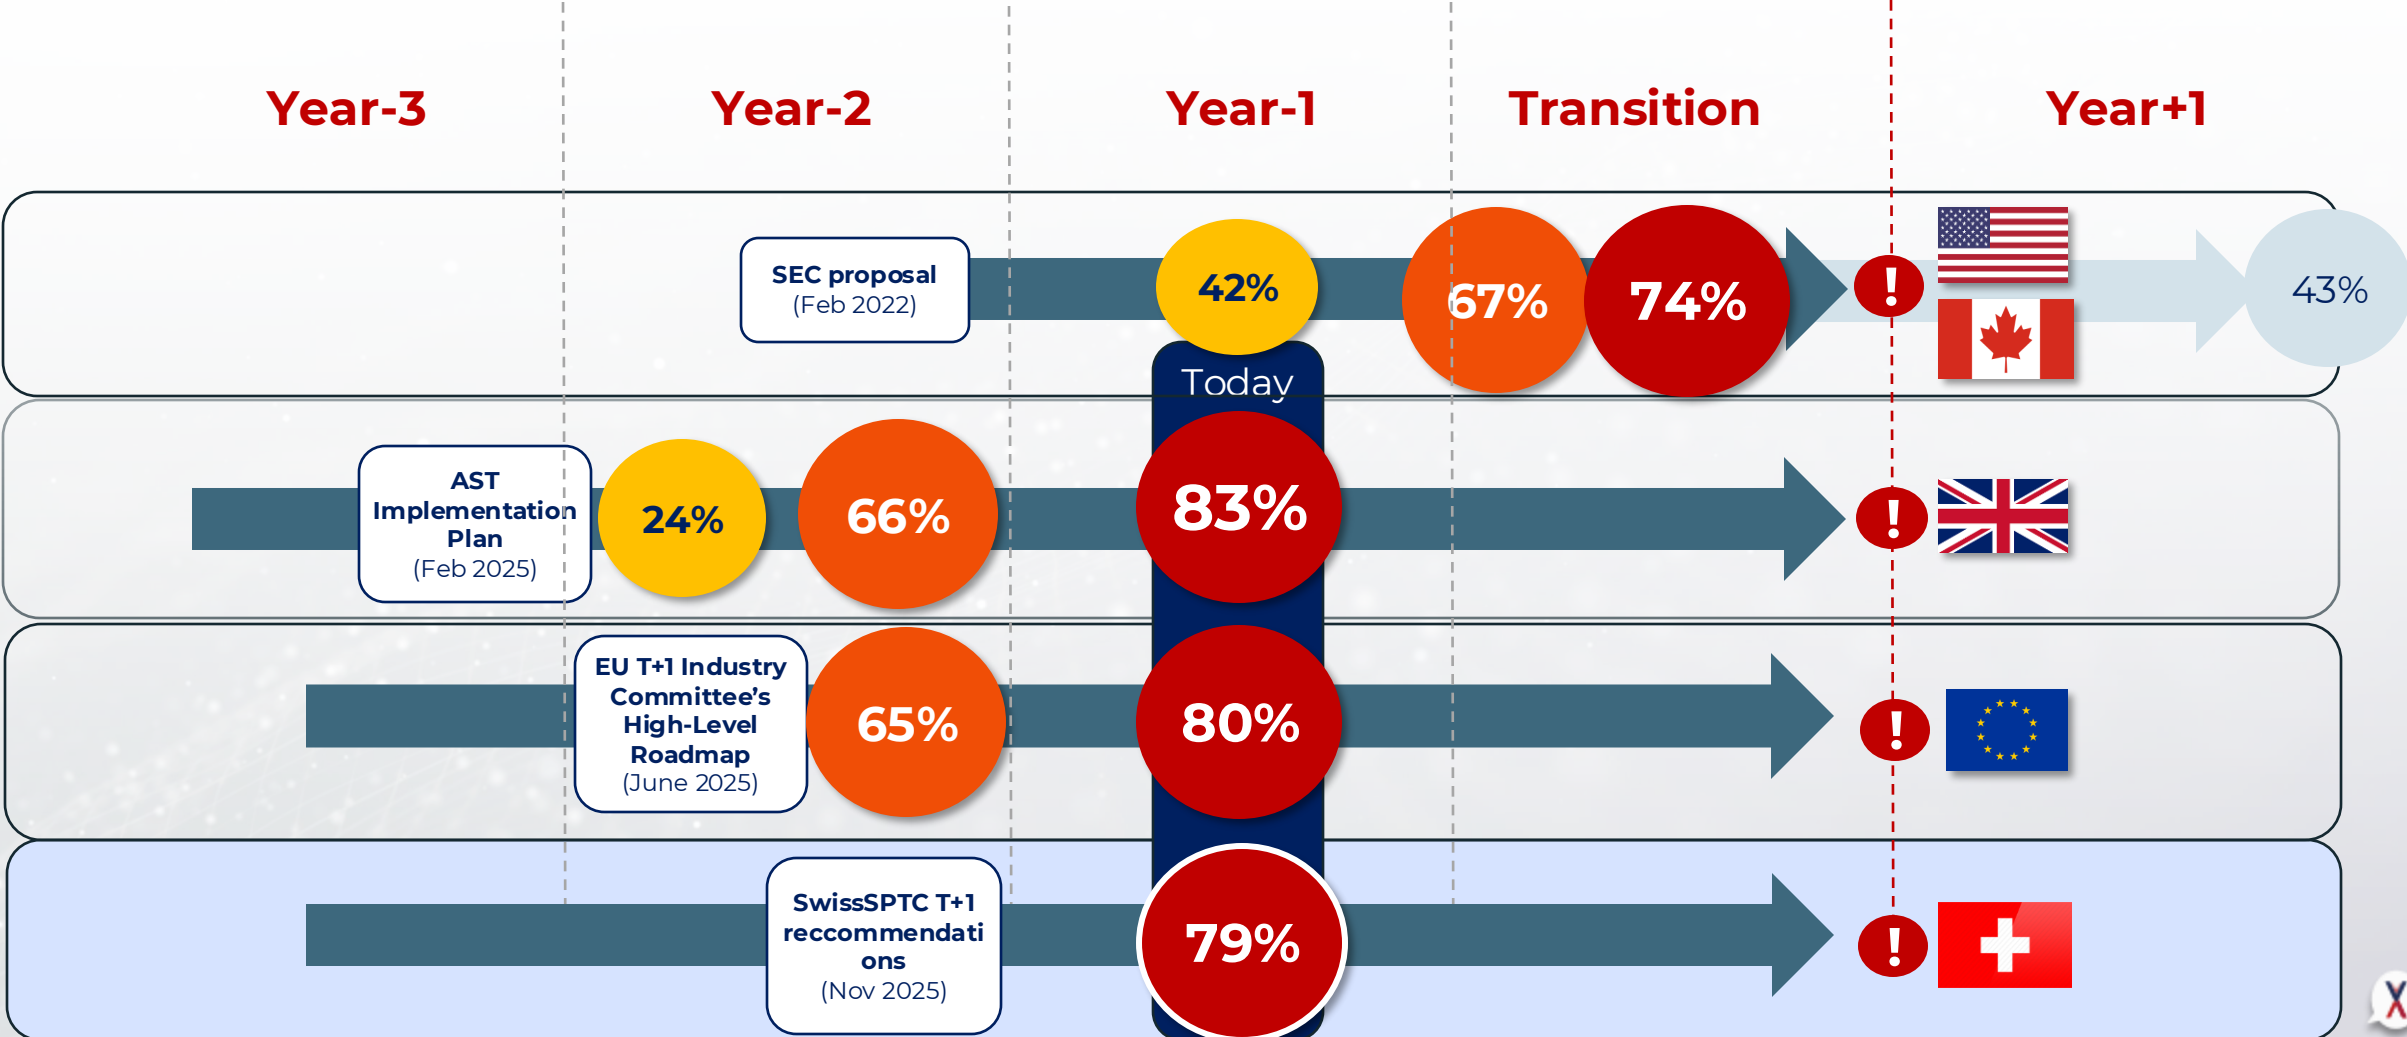 Year-3
Year-2
Year-1
Transition
Year+1
SEC proposal
(Feb 2022)
42%
67%
74%
!
43%
Today
AST
Implementation
Plan
(Feb 2025)
24%
66%
83%
!
EU T+1 Industry
Committee's
High-Level
Roadmap
(June 2025)
65%
80%
!
SwissSPTC T+1
reccommendati
ons
(Nov 2025)
79%
!